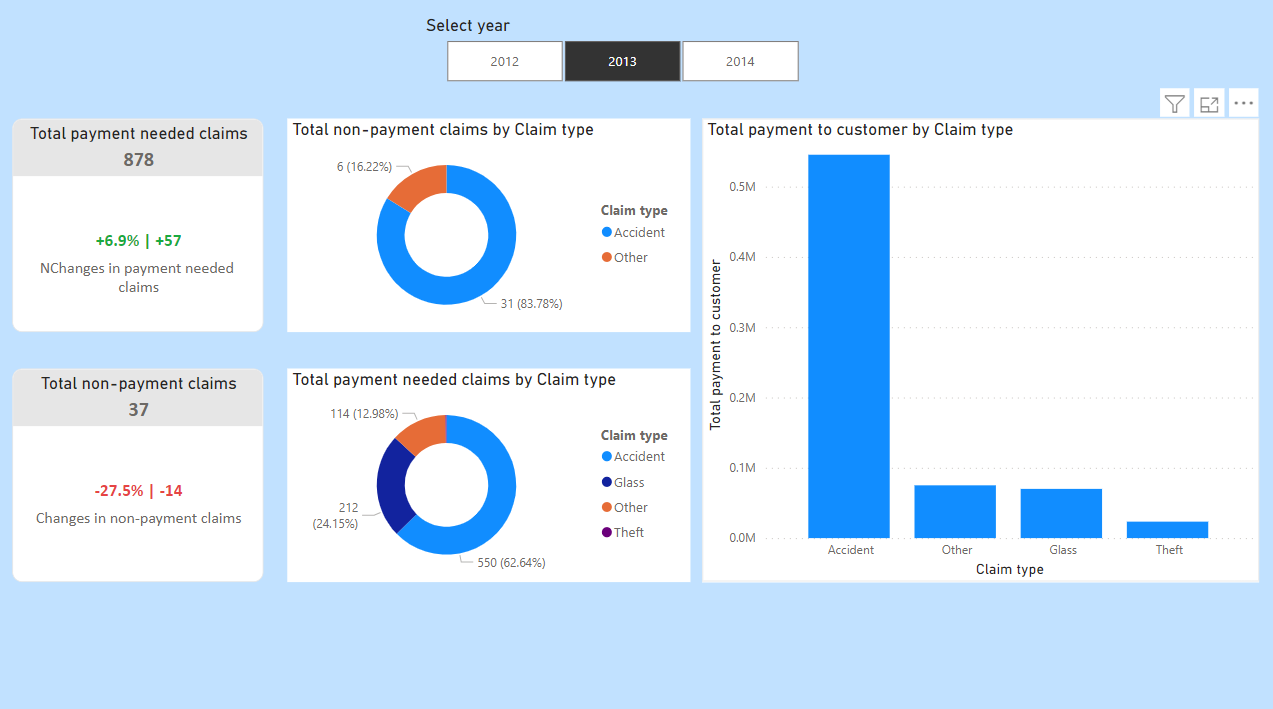 Select year
2012
2013
2014
Total payment needed claims
878
+6.9% | +57
NChanges in payment needed
claims
Total non-payment claims by Claim type
6 (16.22%)
31 (83.78%)
Claim type
Accident
Other
Total payment to customer by Claim type
Total payment to customer
0.5M
0.4M
0.3M
0.2M
0.1M
0.0M
Accident
Other
Glass
Theft
Claim type
Total non-payment claims
37
-27.5% | -14
Changes in non-payment claims
Total payment needed claims by Claim type
114 (12.98%)
212
(24.15%)
550 (62.64%)
Claim type
Accident
Glass
Other
Theft